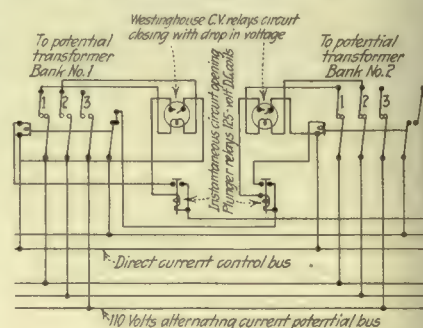 Westinghouse C.V. relays circuit
closing with drop in voltage
To potential
transformer
Bank No.1
To potential
transformer
Bank No.2
1 2 3
1 2 3
Instantaneous circuit opening
Plunger relays 125-volt D.C. coils
Direct current control bus
110 Volts alternating current potential bus